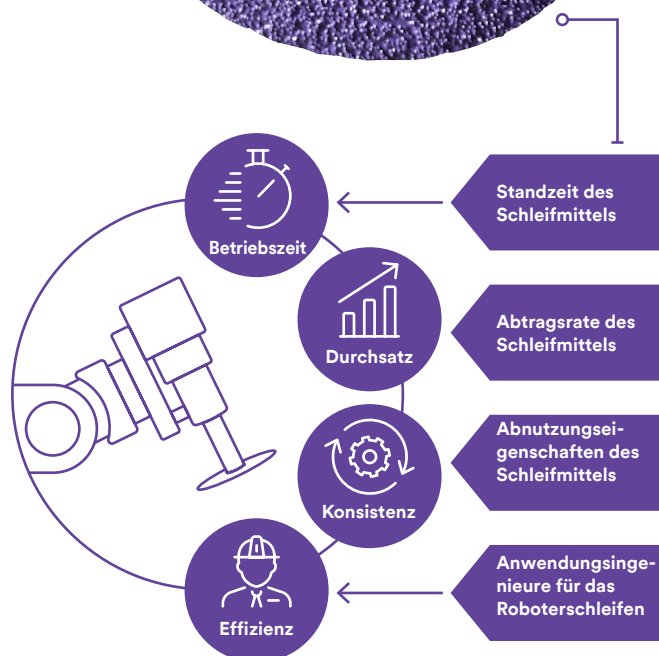 Betriebszeit
Standzeit des
Schleifmittels
Durchsatz
Abtragsrate des
Schleifmittels
Konsistenz
Abnutzungsei-
genschaften des
Schleifmittels
Effizienz
Anwendungsinge-
nieure für das
Roboterschleifen